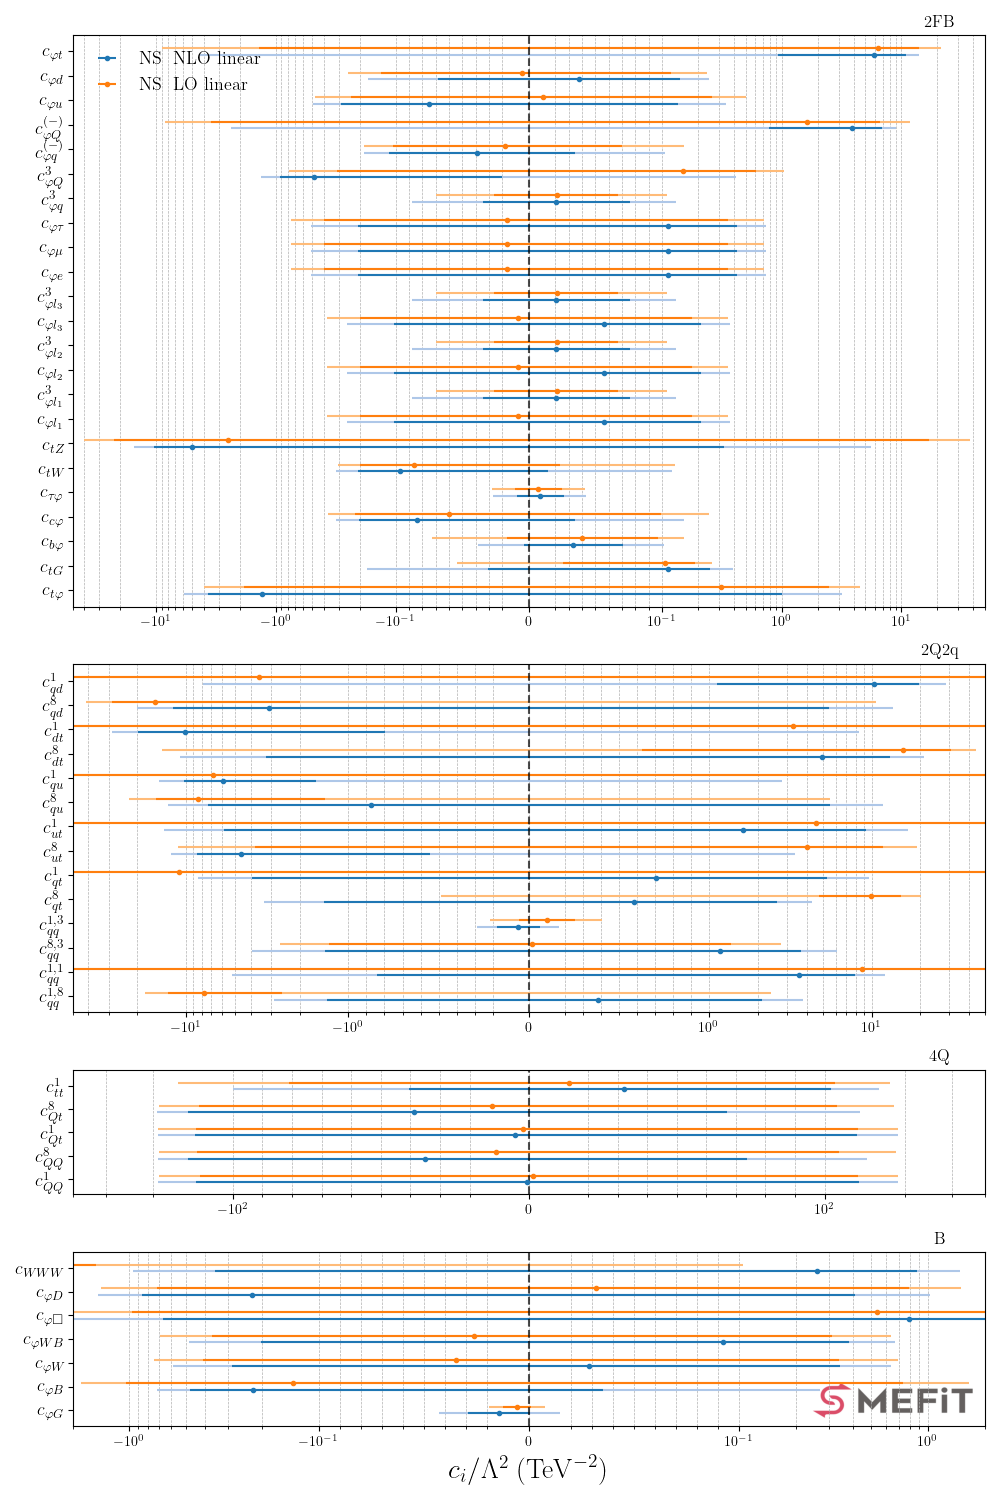 2FB
NS NLO linear
NS LO linear
c_{φt}
c_{φd}
c_{φu}
c_{φQ}^{(−)}
c_{φq}^{(−)}
c_{φQ}^{3}
c_{φq}^{3}
c_{φτ}
c_{φμ}
c_{φe}
c_{φl_3}^{3}
c_{φl_3}
c_{φl_2}^{3}
c_{φl_2}
c_{φl_1}^{3}
c_{φl_1}
c_{tZ}
c_{tW}
c_{τφ}
c_{cφ}
c_{bφ}
c_{tG}
c_{tφ}
−10^1 −10^0 −10^{−1} 0 10^{−1} 10^0 10^1
2Q2q
c_{qd}^{1}
c_{qd}^{8}
c_{dt}^{1}
c_{dt}^{8}
c_{qu}^{1}
c_{qu}^{8}
c_{ut}^{1}
c_{ut}^{8}
c_{qt}^{1}
c_{qt}^{8}
c_{qq}^{1,3}
c_{qq}^{8,3}
c_{qq}^{1,1}
c_{qq}^{1,8}
−10^1 −10^0 0 10^0 10^1
4Q
c_{tt}^{1}
c_{Qt}^{8}
c_{Qt}^{1}
c_{QQ}^{8}
c_{QQ}^{1}
−10^2 0 10^2
B
c_{WWW}
c_{φD}
c_{φ□}
c_{φWB}
c_{φW}
c_{φB}
c_{φG}
SMEFiT
−10^0 −10^{−1} 0 10^{−1} 10^0
c_i/Λ^2 (TeV^{−2})